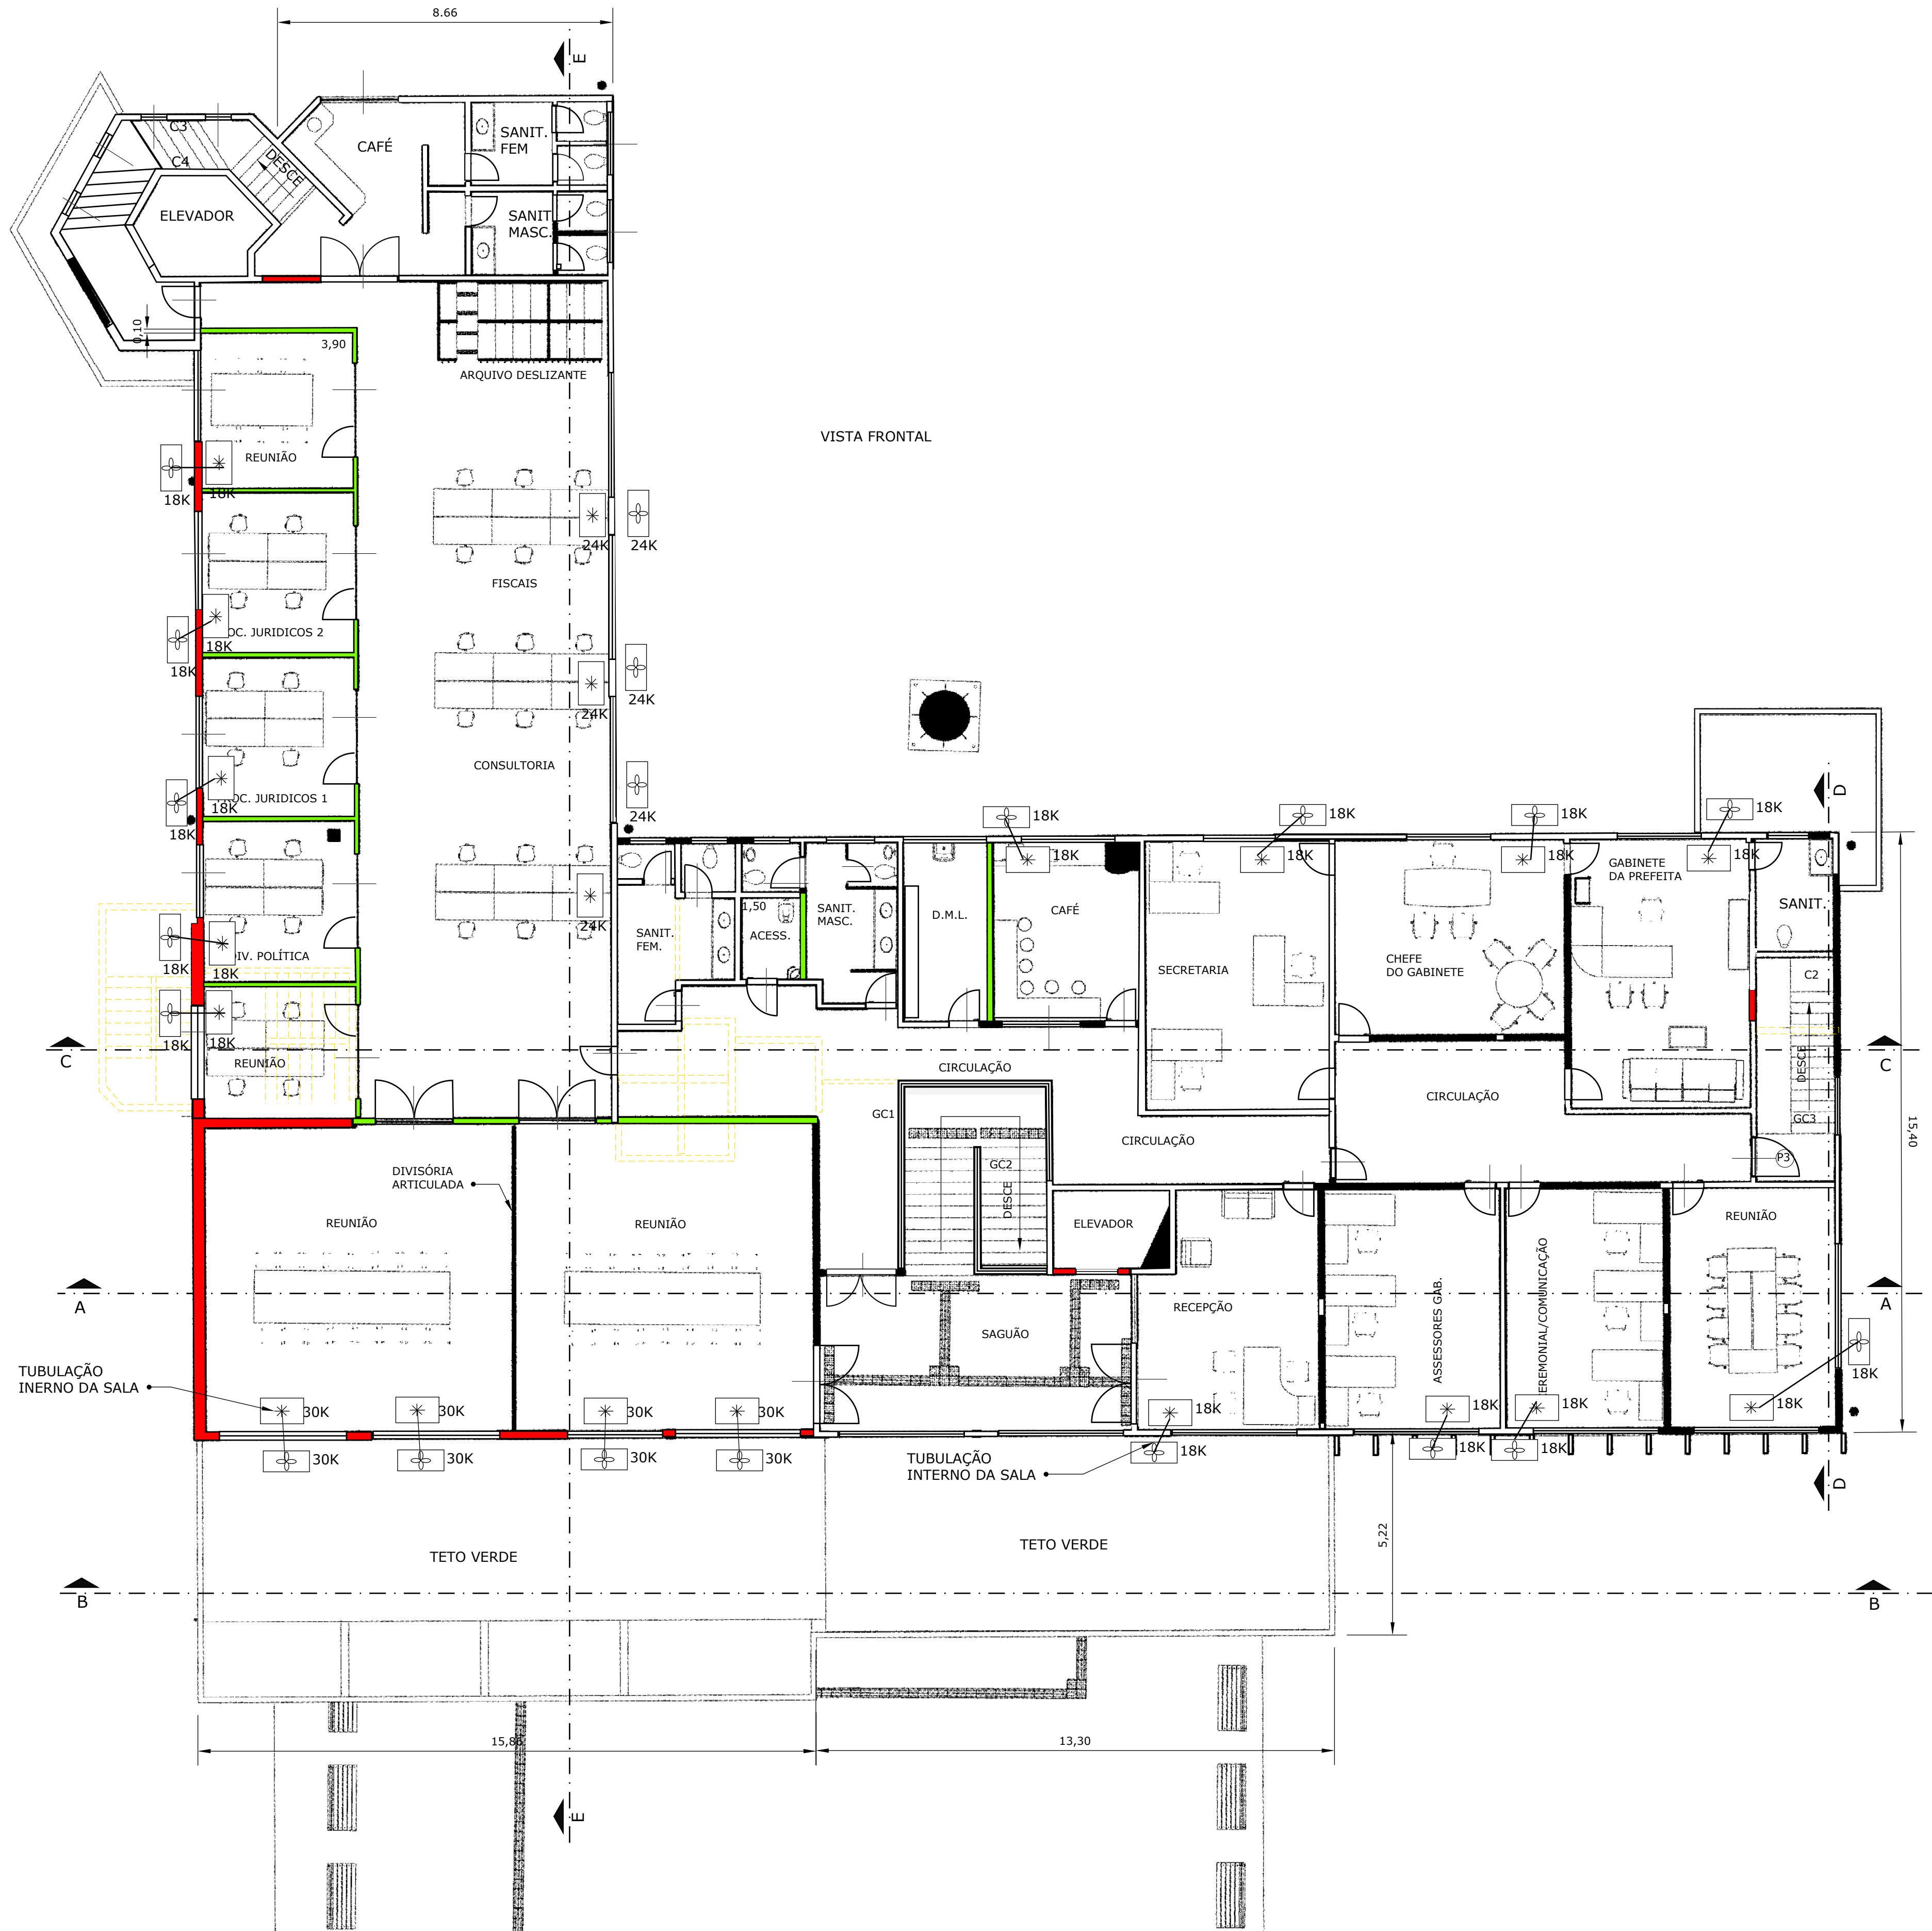 8.66
E
C3
C4
DESCE
CAFÉ
SANIT.
FEM
ELEVADOR
SANIT.
MASC.
0,10
3,90
ARQUIVO DESLIZANTE
VISTA FRONTAL
REUNIÃO
18K
18K
24K
24K
FISCAIS
OC. JURIDICOS 2
18K
18K
24K
24K
CONSULTORIA
OC. JURIDICOS 1
18K
18K
24K
18K
18K
18K
18K
18K
18K
18K
18K
D
GABINETE
DA PREFEITA
1,50
24K
SANIT.
FEM.
ACESS.
SANIT.
MASC.
D.M.L.
CAFÉ
SANIT.
DIV. POLÍTICA
18K
18K
SECRETARIA
CHEFE
DO GABINETE
C2
18K
18K
REUNIÃO
C
CIRCULAÇÃO
DESCE
C
GC1
CIRCULAÇÃO
GC3
15,40
CIRCULAÇÃO
DIVISÓRIA
ARTICULADA
GC2
DESCE
P3
REUNIÃO
REUNIÃO
ELEVADOR
REUNIÃO
A
RECEPÇÃO
ASSESSORES GAB.
EREMONIAL/COMUNICAÇÃO
A
SAGUÃO
TUBULAÇÃO
INERNO DA SALA
18K
30K
30K
30K
30K
18K
18K
18K
18K
30K
30K
30K
30K
TUBULAÇÃO
INTERNO DA SALA
18K
18K
18K
D
5,22
TETO VERDE
TETO VERDE
B
B
15,86
13,30
E